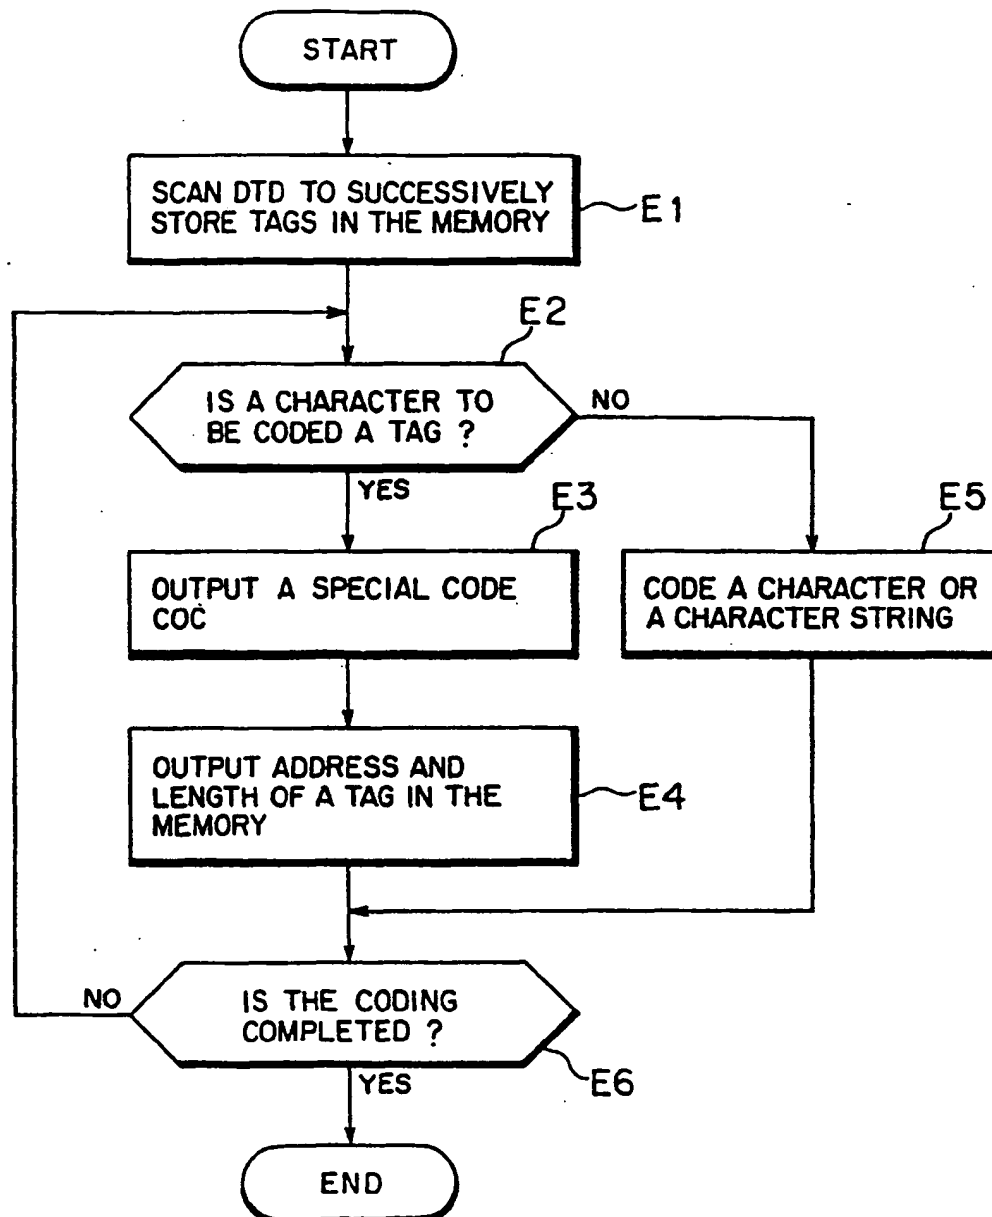 START
SCAN DTD TO SUCCESSIVELY
STORE TAGS IN THE MEMORY
E1
E2
IS A CHARACTER TO
BE CODED A TAG ?
NO
YES
E3
E5
OUTPUT A SPECIAL CODE
COC
CODE A CHARACTER OR
A CHARACTER STRING
OUTPUT ADDRESS AND
LENGTH OF A TAG IN THE
MEMORY
E4
NO
IS THE CODING
COMPLETED ?
YES
E6
END